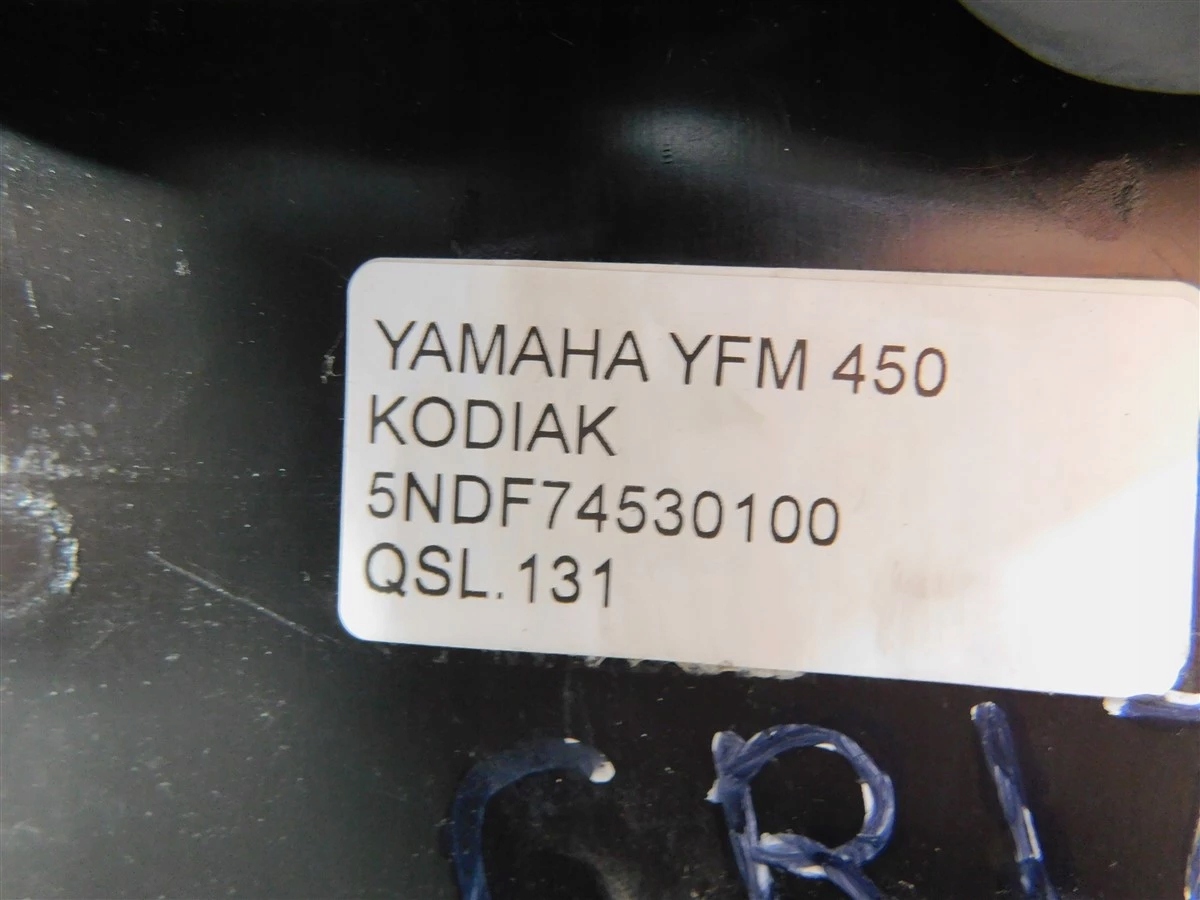 YAMAHA YFM 450
KODIAK
5NDF74530100
QSL.131